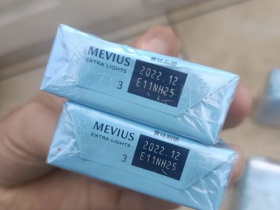 MEVIUS
EXTRA LIGHTS
3
2022.12
E11NH25
MEVIUS
EXTRA LIGHTS
3
2022.12
E11NH25